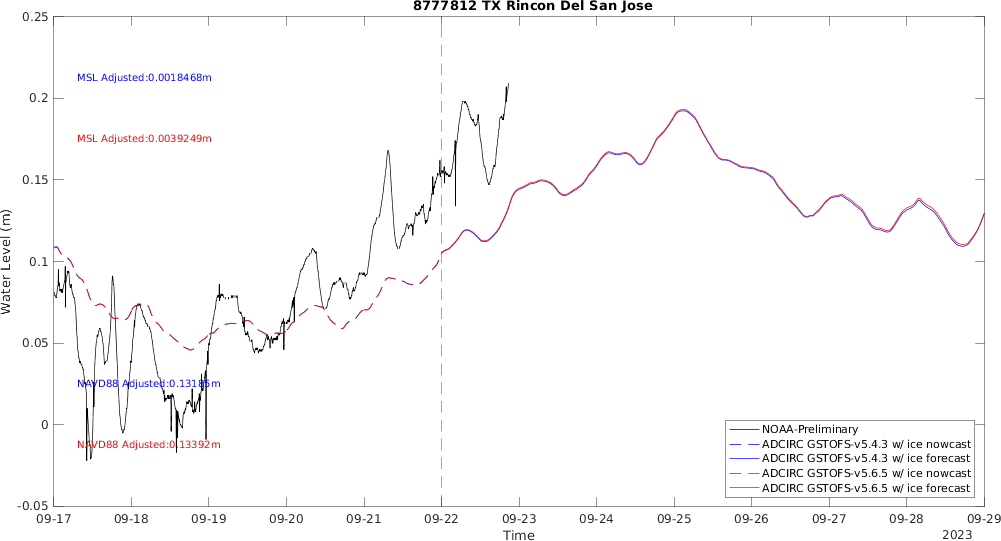 8777812 TX Rincon Del San Jose
0.25
0.2
0.15
0.1
0.05
0
-0.05
Water Level (m)
MSL Adjusted:0.0018468m
MSL Adjusted:0.0039249m
NAVD88 Adjusted:0.13185m
NAVD88 Adjusted:0.13392m
NOAA-Preliminary
ADCIRC GSTOFS-v5.4.3 w/ ice nowcast
ADCIRC GSTOFS-v5.4.3 w/ ice forecast
ADCIRC GSTOFS-v5.6.5 w/ ice nowcast
ADCIRC GSTOFS-v5.6.5 w/ ice forecast
09-17 09-18 09-19 09-20 09-21 09-22 09-23 09-24 09-25 09-26 09-27 09-28 09-29
Time
2023